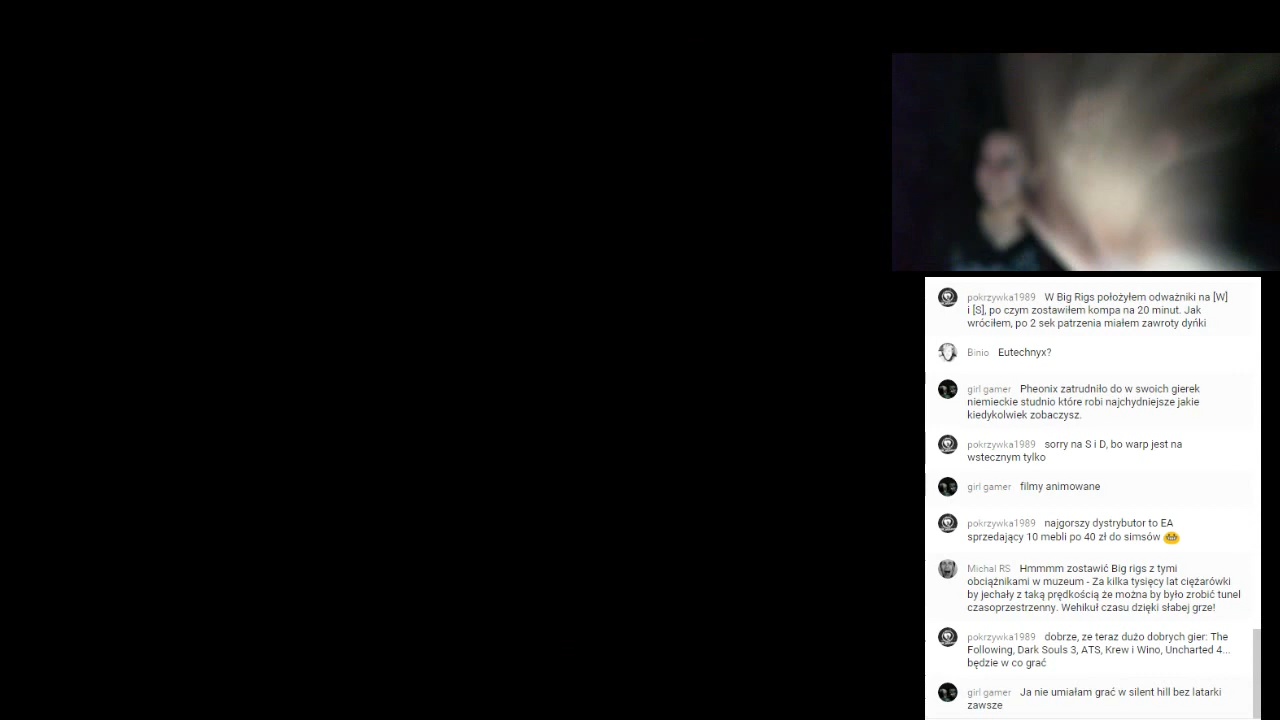 pokrzywka1989 W Big Rigs położyłem odważniki na [W]
i [S], po czym zostawiłem kompa na 20 minut. Jak
wróciłem, po 2 sek patrzenia miałem zawroty dyńki
Binio Eutechnyx?
girl gamer Pheonix zatrudniło do w swoich gierek
niemieckie studnio które robi najchydniejsze jakie
kiedykolwiek zobaczysz.
pokrzywka1989 sorry na S i D, bo warp jest na
wstecznym tylko
girl gamer filmy animowane
pokrzywka1989 najgorszy dystrybutor to EA
sprzedający 10 mebli po 40 zł do simsów
Michal RS Hmmmm zostawić Big rigs z tymi
obciążnikami w muzeum - Za kilka tysięcy lat ciężarówki
by jechały z taką prędkością że można by było zrobić tunel
czasoprzestrzenny. Wehikuł czasu dzięki słabej grze!
pokrzywka1989 dobrze, ze teraz dużo dobrych gier: The
Following, Dark Souls 3, ATS, Krew i Wino, Uncharted 4...
będzie w co grać
girl gamer Ja nie umiałam grać w silent hill bez latarki
zawsze